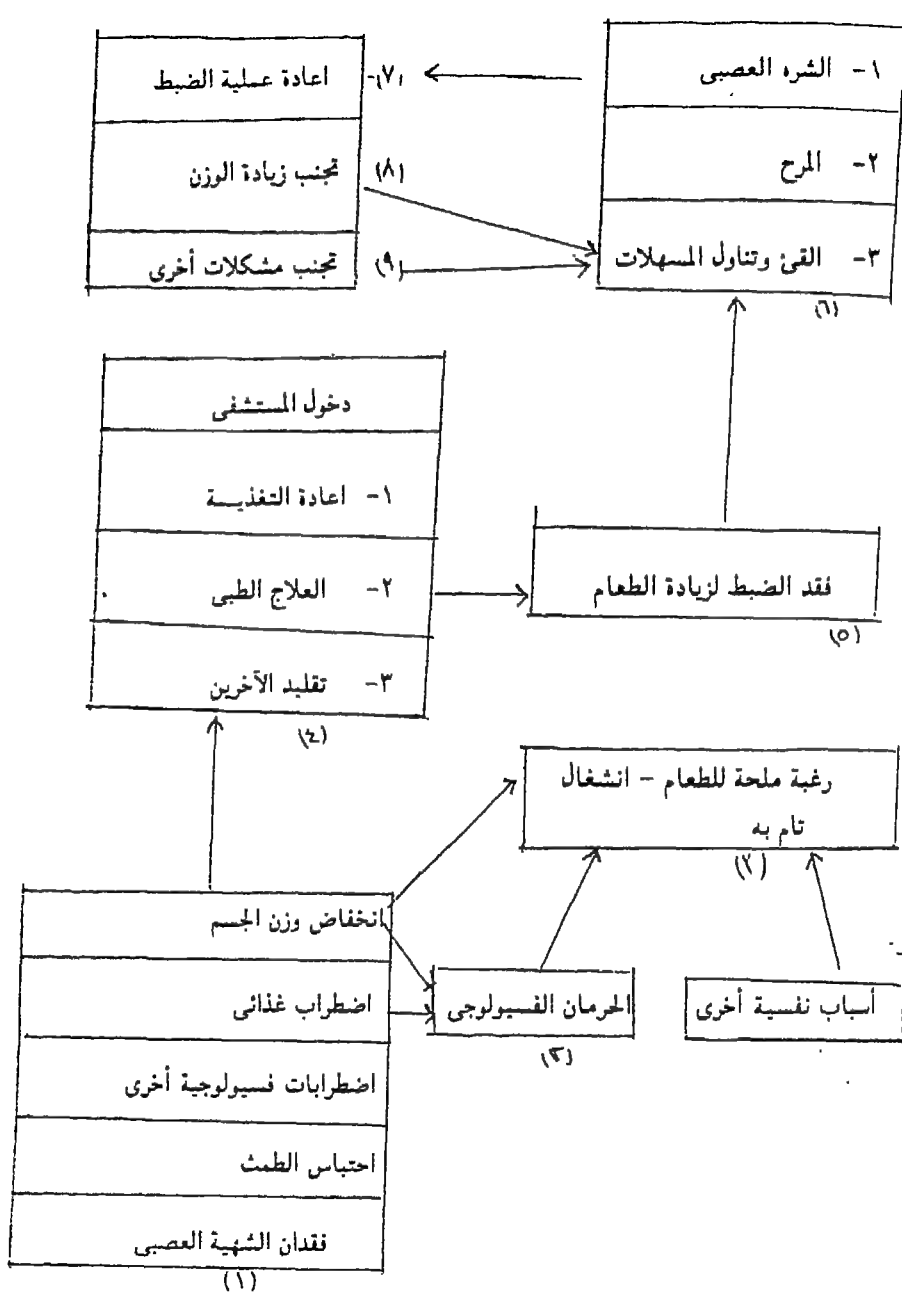 ١- الشره العصبى
٢- المرح
٣- القئ وتناول المسهلات
(٦)
(٧)- اعادة عملية الضبط
(٨) تجنب زيادة الوزن
(٩) تجنب مشكلات أخرى
دخول المستشفى
١- اعادة التغذيـــة
٢- العلاج الطبى
٣- تقليد الآخرين
(٤)
فقد الضبط لزيادة الطعام
(٥)
رغبة ملحة للطعام - انشغال
تام به
(٢)
أسباب نفسية أخرى
الحرمان الفسيولوجى
(٣)
انخفاض وزن الجسم
اضطراب غذائى
اضطرابات فسيولوجية أخرى
احتباس الطمث
فقدان الشهية العصبى
(١)